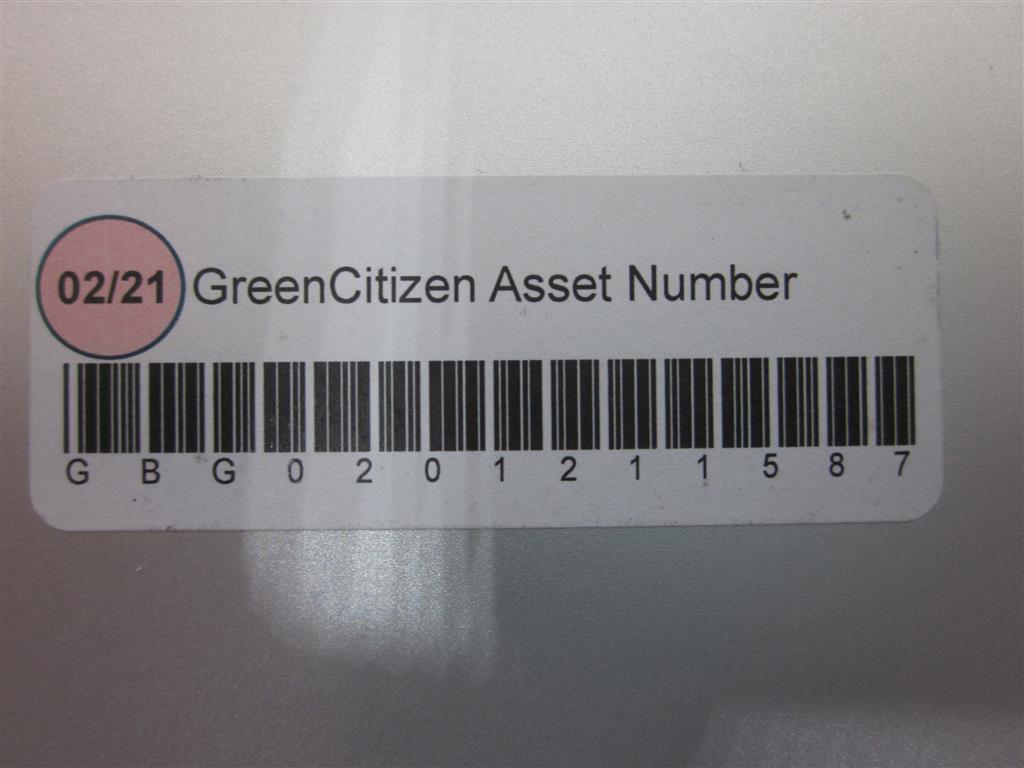 02/21 GreenCitizen Asset Number
G B G 0 2 0 1 2 1 1 5 8 7